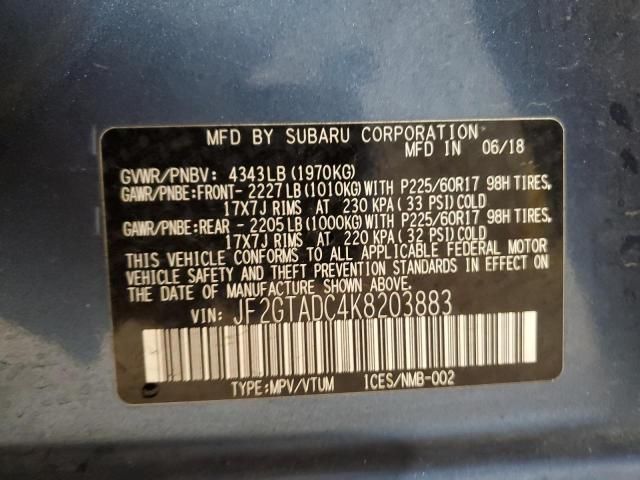 MFD BY SUBARU CORPORATION
MFD IN 06/18
GVWR/PNBV: 4343LB (1970KG)
GAWR/PNBE:FRONT- 2227LB (1010KG) WITH P225/60R17 98H TIRES,
17X7J RIMS AT 230 KPA (33 PSI) COLD
GAWR/PNBE:REAR - 2205LB (1000KG) WITH P225/60R17 98H TIRES,
17X7J RIMS AT 220 KPA (32 PSI) COLD
THIS VEHICLE CONFORMS TO ALL APPLICABLE FEDERAL MOTOR
VEHICLE SAFETY AND THEFT PREVENTION STANDARDS IN EFFECT ON
THE DATE OF MANUFACTURE SHOWN ABOVE.
VIN: JF2GTADC4K8203883
TYPE:MPV/VTUM ICES/NMB-002